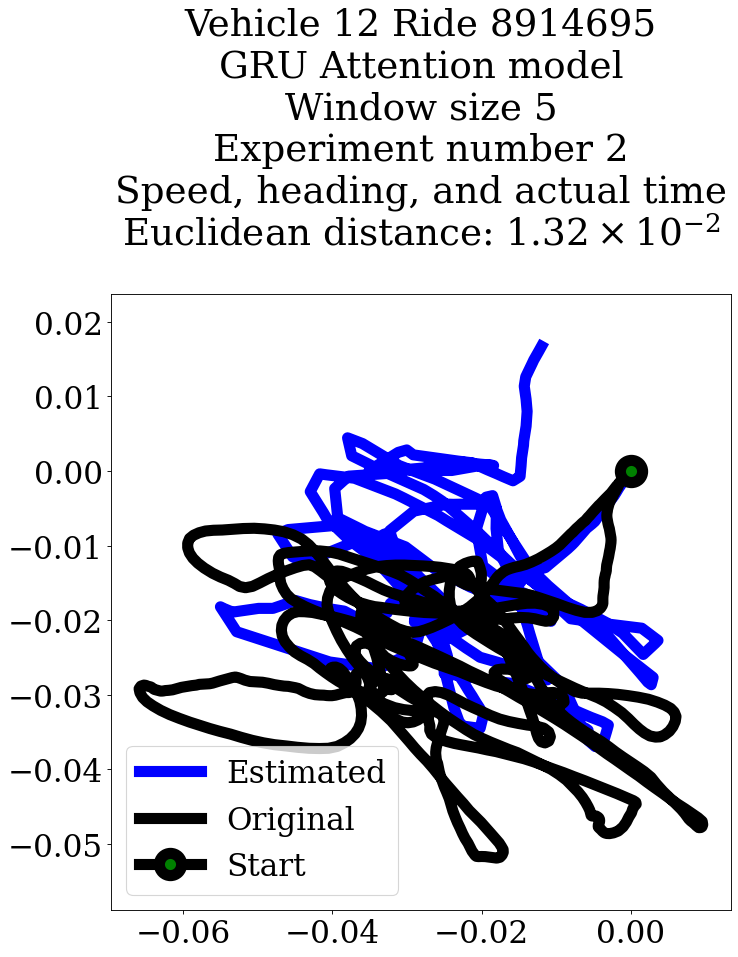 Vehicle 12 Ride 8914695
GRU Attention model
Window size 5
Experiment number 2
Speed, heading, and actual time
Euclidean distance: 1.32 × 10⁻²
0.02
0.01
0.00
−0.01
−0.02
−0.03
−0.04
−0.05
Estimated
Original
Start
−0.06
−0.04
−0.02
0.00